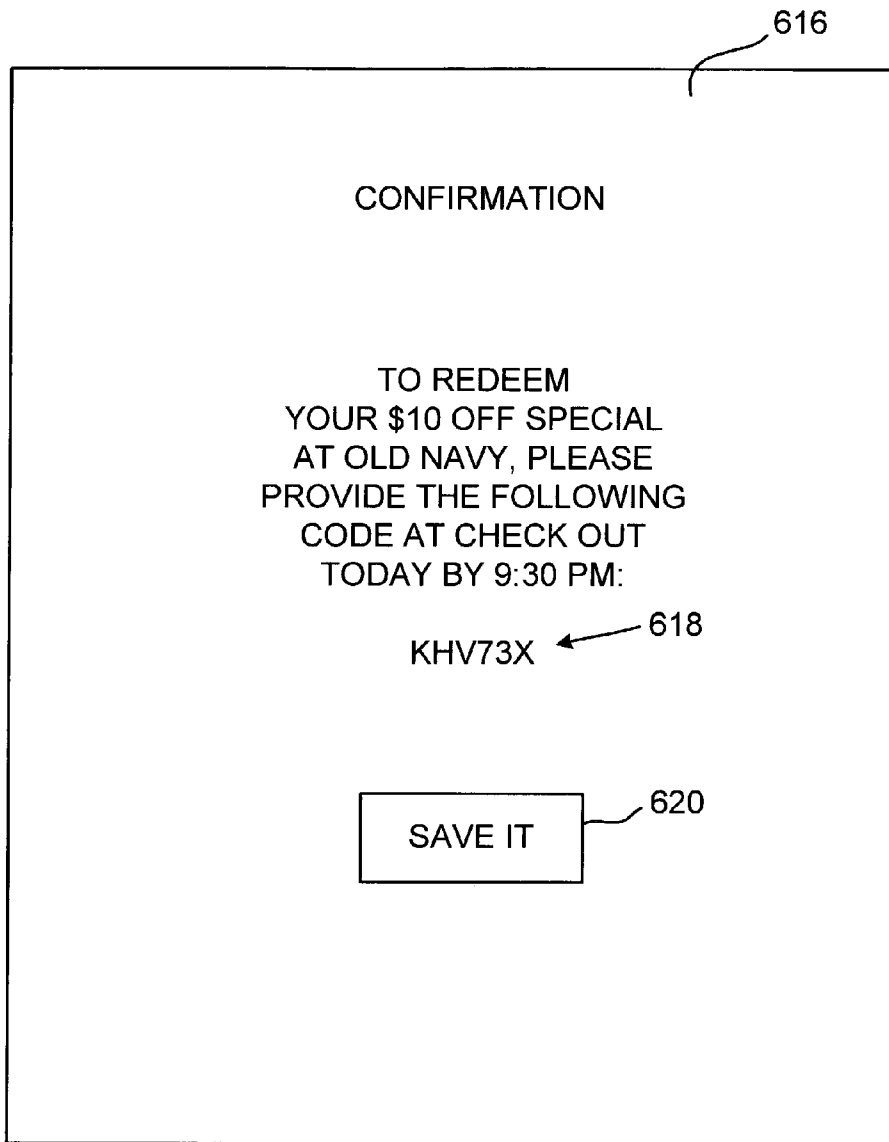 616
CONFIRMATION
TO REDEEM
YOUR $10 OFF SPECIAL
AT OLD NAVY, PLEASE
PROVIDE THE FOLLOWING
CODE AT CHECK OUT
TODAY BY 9:30 PM:
KHV73X
618
SAVE IT
620